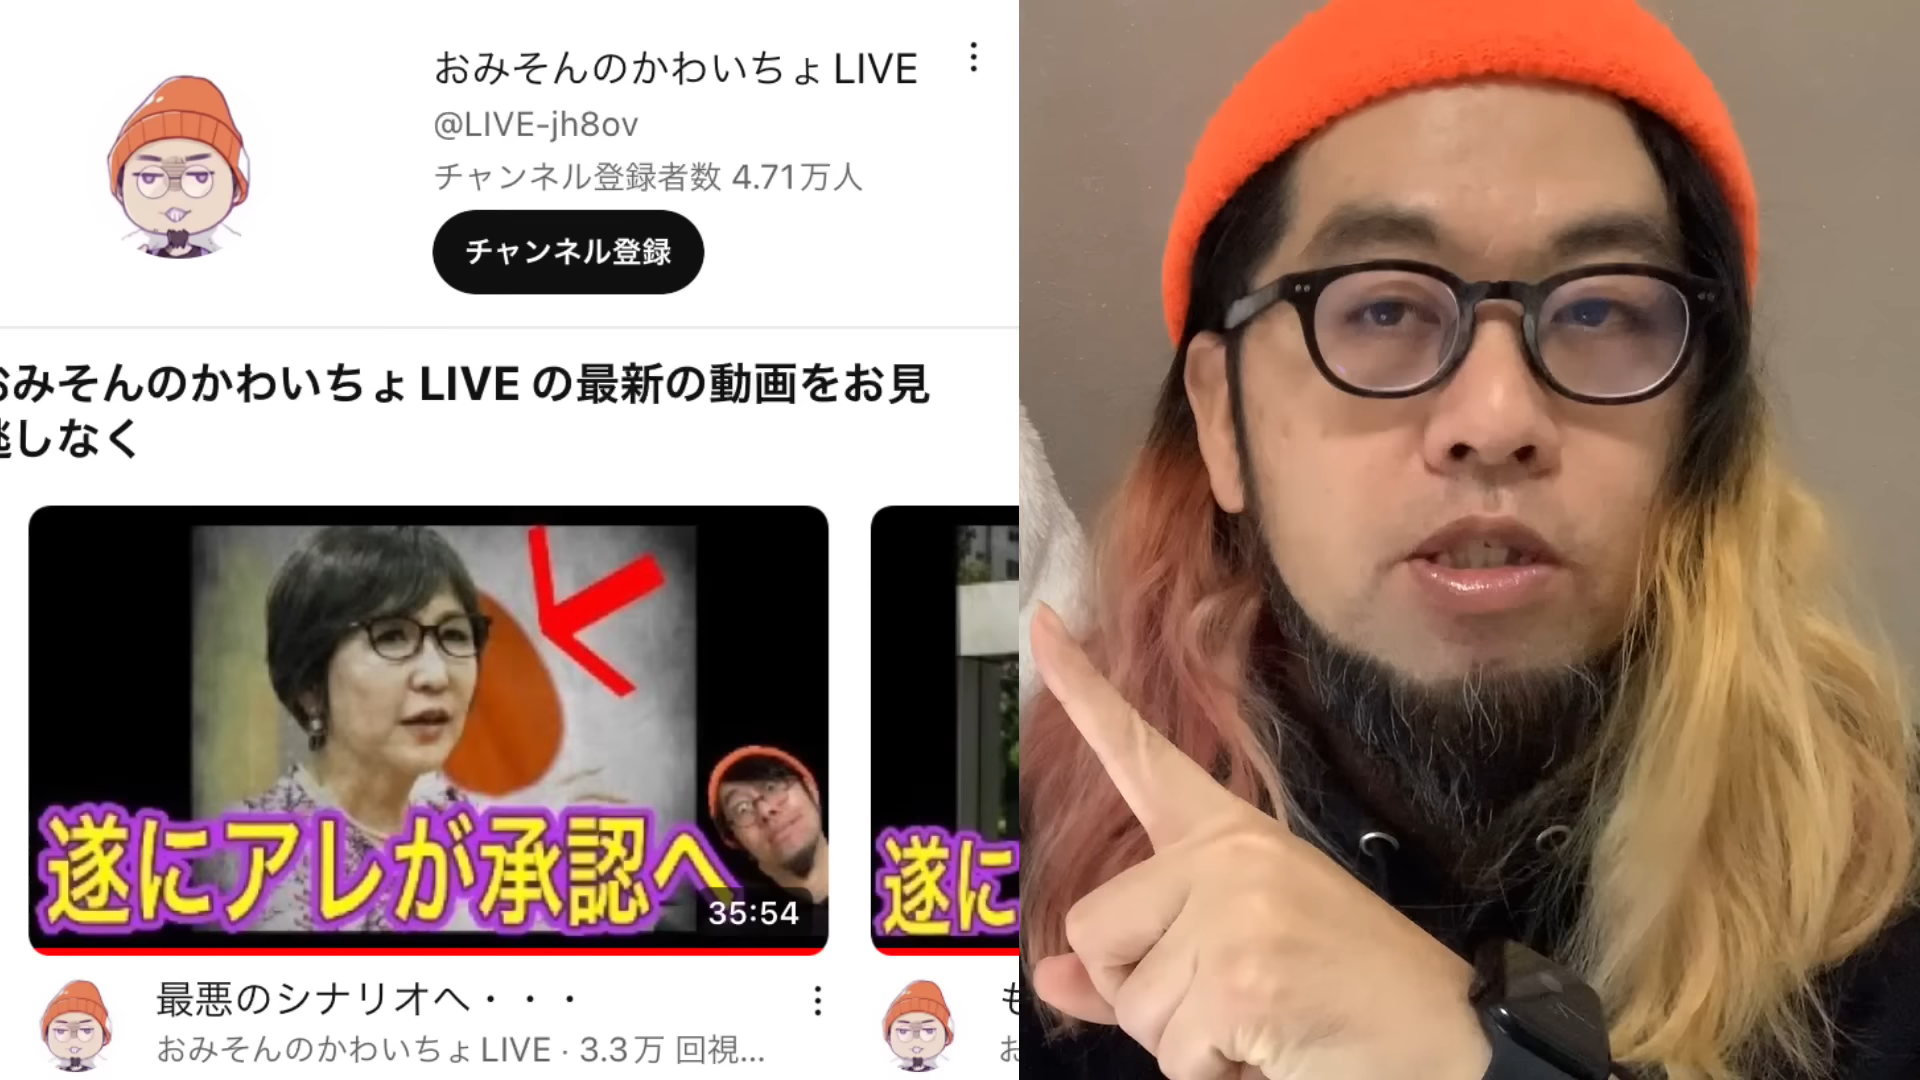 おみそんのかわいちょ LIVE
@LIVE-jh8ov
チャンネル登録者数 4.71万人
チャンネル登録
おみそんのかわいちょ LIVE の最新の動画をお見
逃しなく
遂にアレが承認へ
35:54
遂に
最悪のシナリオへ・・・
おみそんのかわいちょ LIVE · 3.3万 回視...
も
お